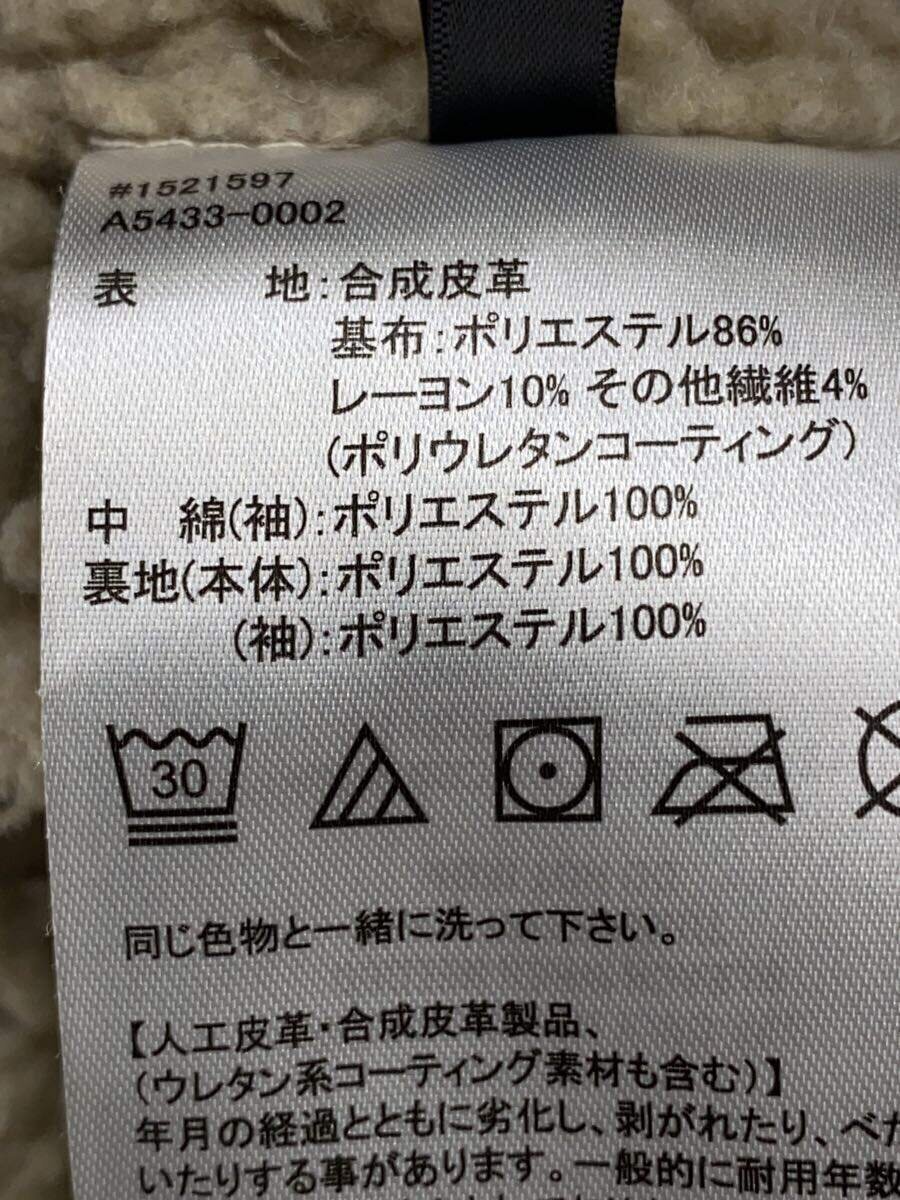 #1521597
A5433-0002
表 地:合成皮革
基布:ポリエステル86%
レーヨン10% その他繊維4%
(ポリウレタンコーティング)
中 綿(袖):ポリエステル100%
裏地(本体):ポリエステル100%
(袖):ポリエステル100%
30
同じ色物と一緒に洗って下さい。
【人工皮革・合成皮革製品、
(ウレタン系コーティング素材も含む)】
年月の経過とともに劣化し、剥がれたり、べた
いたりする事があります。一般的に耐用年数